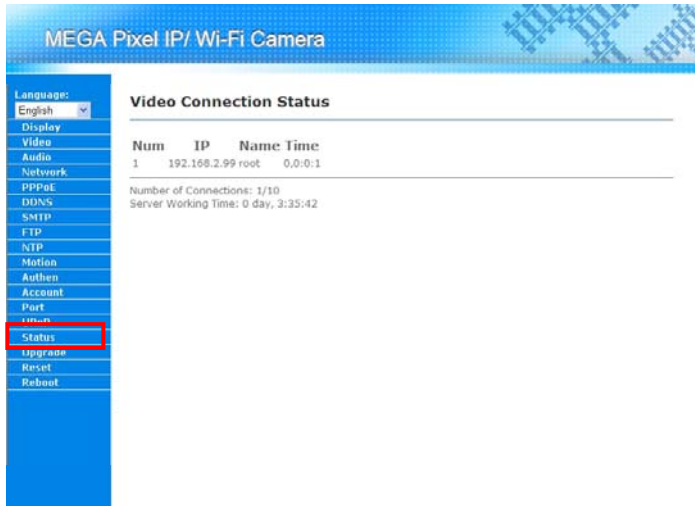 MEGA Pixel IP/ Wi-Fi Camera
Language:
English
Display
Video
Audio
Network
PPPoE
DDNS
SMTP
FTP
NTP
Motion
Authen
Account
Port
UPnP
Status
Upgrade
Reset
Reboot
Video Connection Status
Num IP Name Time
1 192.168.2.99 root 0,0:0:1
Number of Connections: 1/10
Server Working Time: 0 day, 3:35:42